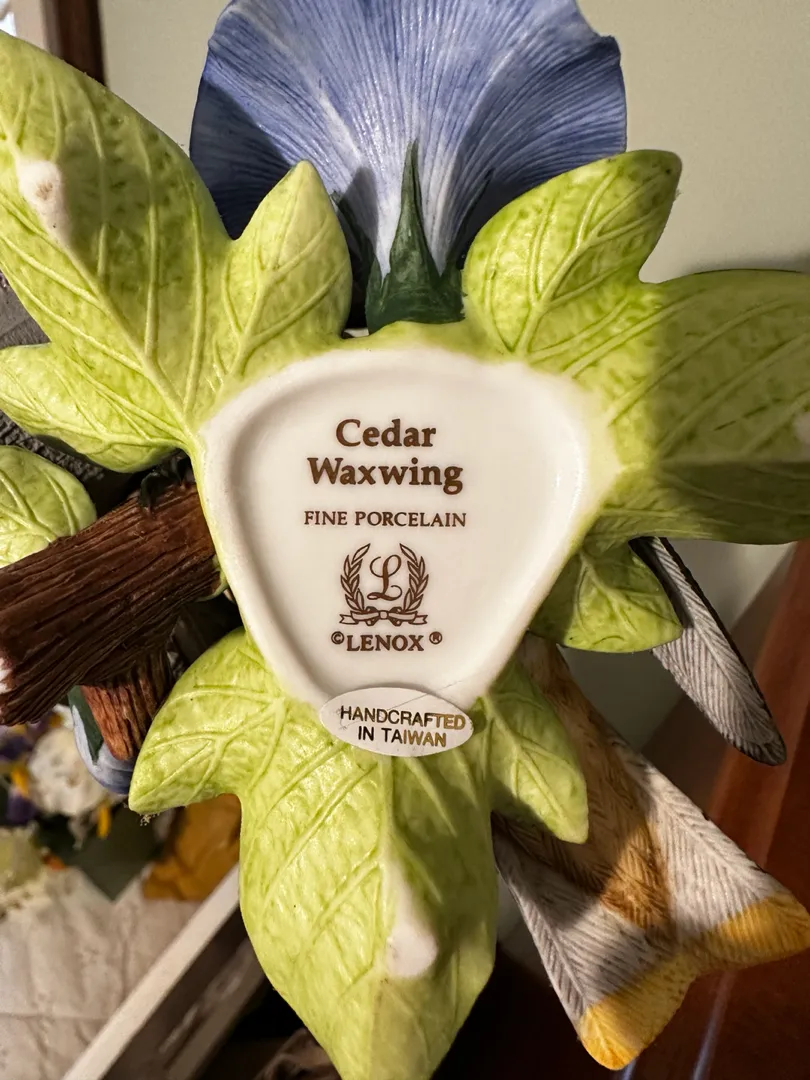 Cedar
Waxwing
FINE PORCELAIN
L
©LENOX®
HANDCRAFTED
IN TAIWAN